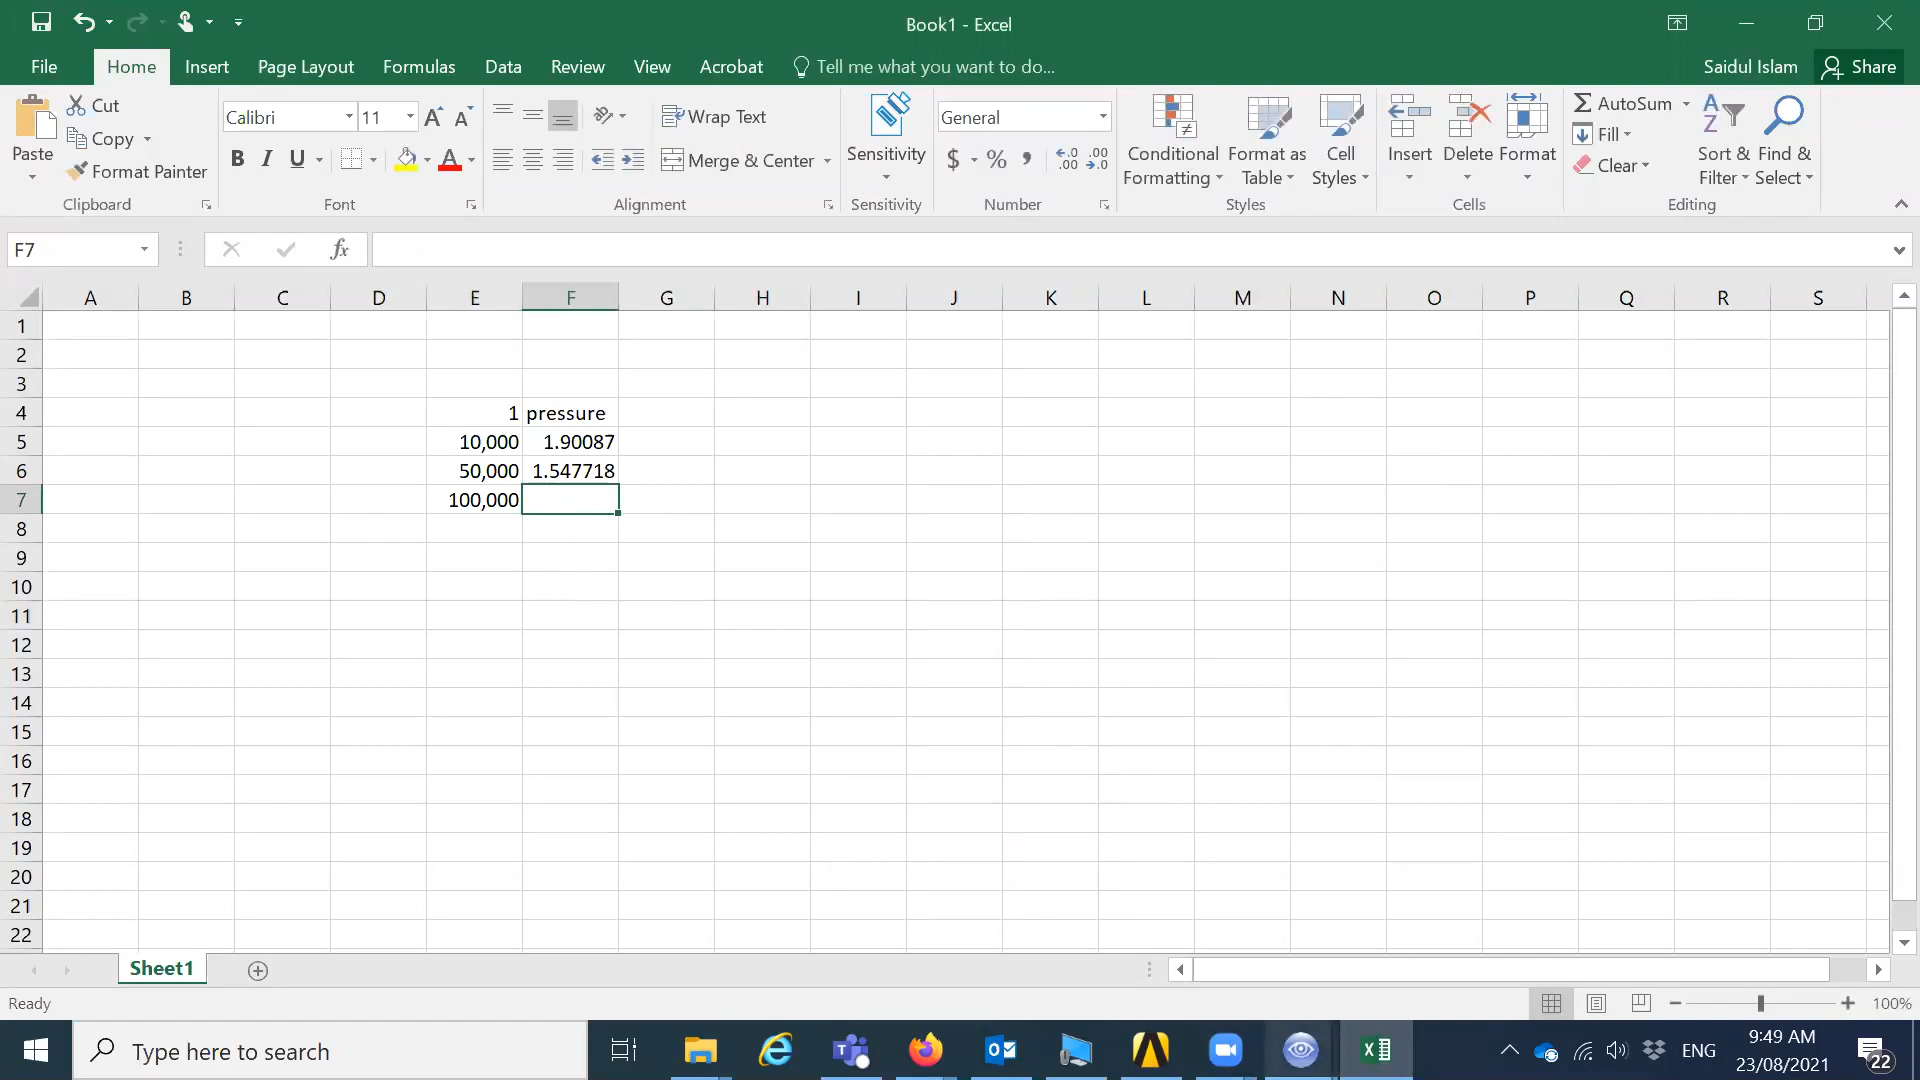 Book1 - Excel
File Home Insert Page Layout Formulas Data Review View Acrobat Tell me what you want to do... Saidul Islam Share
Paste Cut Copy Format Painter Clipboard
Calibri 11 B I U A Font
Wrap Text Merge & Center Alignment
Sensitivity Sensitivity
General $ % , Number
Conditional Formatting Format as Table Cell Styles Styles
Insert Delete Format Cells
AutoSum Fill Clear Sort & Filter Find & Select Editing
F7 fx
A B C D E F G H I J K L M N O P Q R S
1
2
3
4 1 pressure
5 10,000 1.90087
6 50,000 1.547718
7 100,000
8
9
10
11
12
13
14
15
16
17
18
19
20
21
22
Sheet1
Ready 100%
Type here to search ENG 9:49 AM
23/08/2021 22